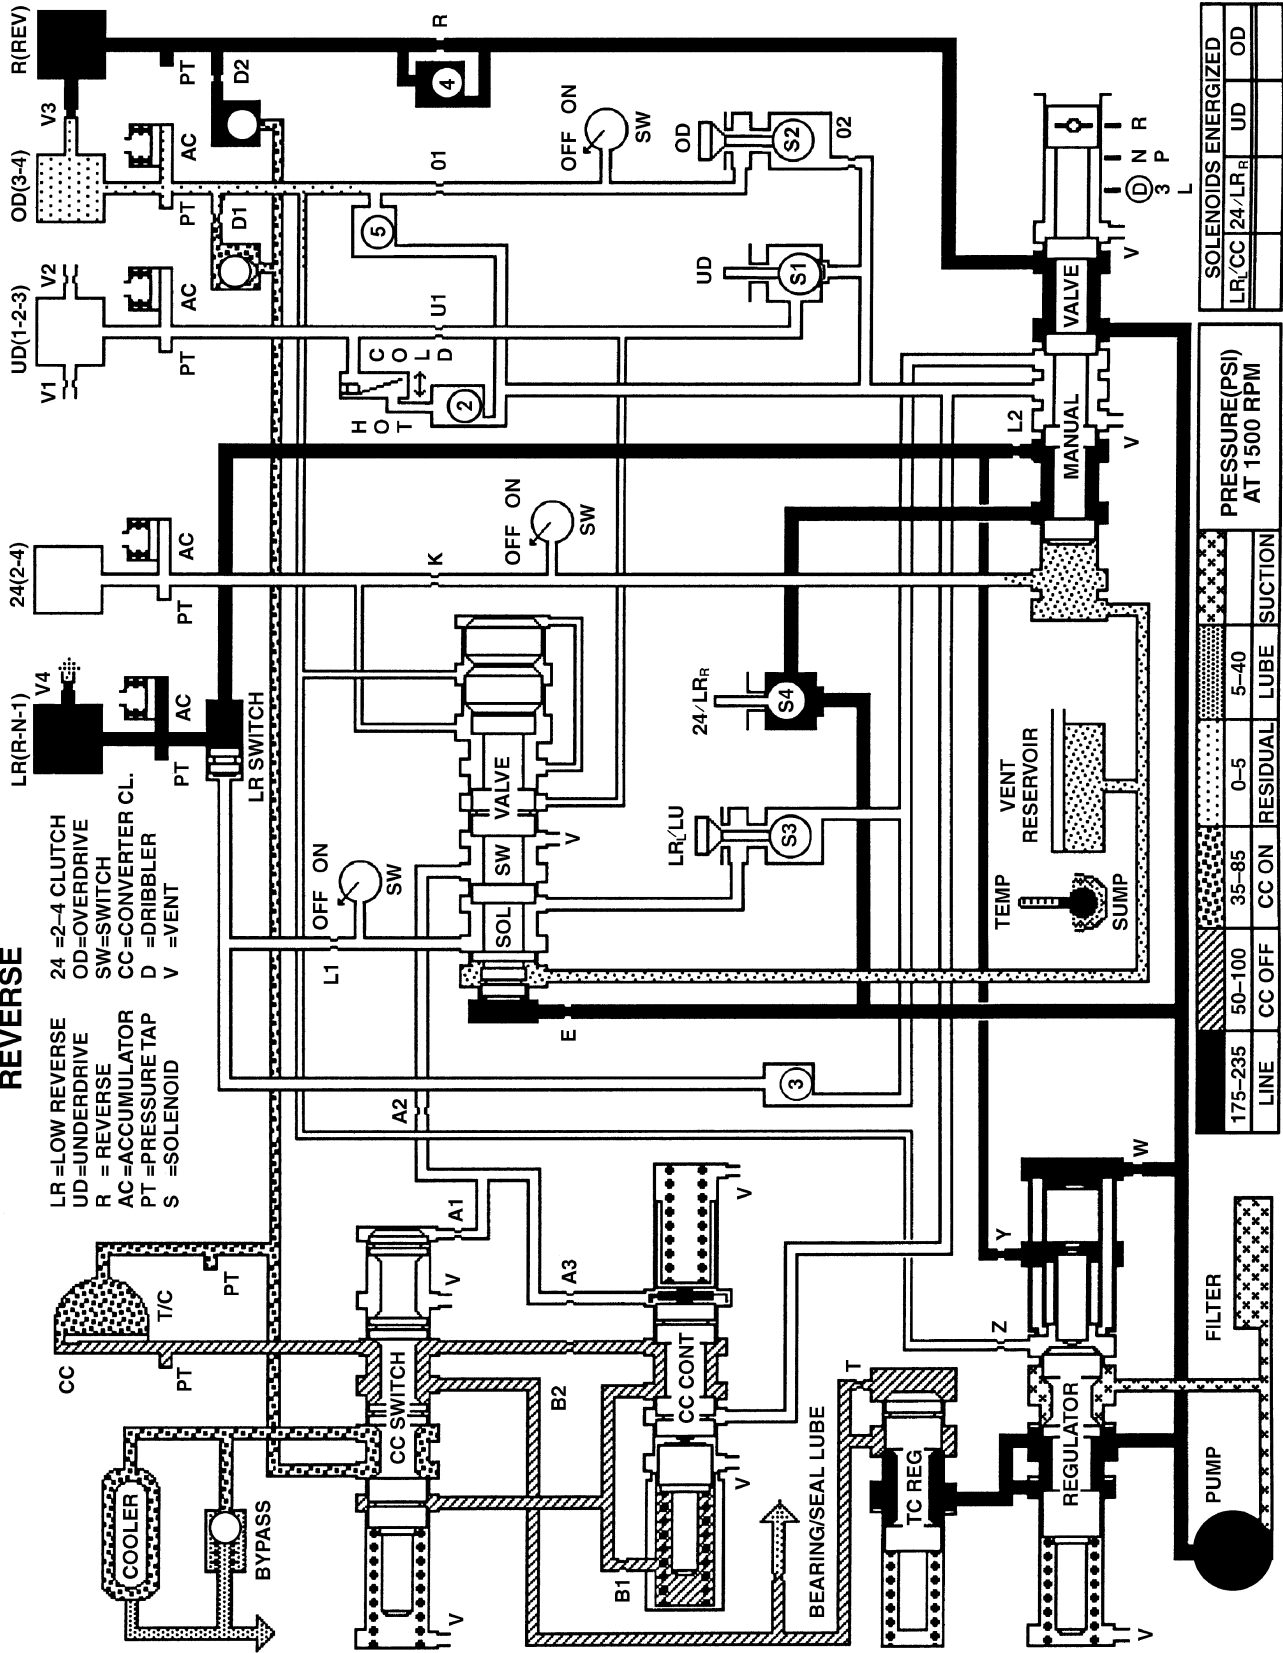 REVERSE
LR =LOW REVERSE
UD=UNDERDRIVE
R = REVERSE
AC=ACCUMULATOR
PT =PRESSURE TAP
S =SOLENOID
24 =2–4 CLUTCH
OD=OVERDRIVE
SW=SWITCH
CC=CONVERTER CL.
D =DRIBBLER
V =VENT
LR(R-N-1)
V4
24(2-4)
UD(1-2-3)
V1
V2
OD(3-4)
V3
R(REV)
PT
AC
PT
AC
PT
AC
PT
AC
PT
D1
D2
LR SWITCH
CC
T/C
PT
PT
COOLER
BYPASS
CC SWITCH
V
V
A1
A2
A3
B1
B2
L1
OFF ON
SW
K
OFF ON
SW
U1
01
R
OFF ON
SW
H
O
T
C
O
L
D
2
5
4
3
E
SOL SW VALVE
V
CC CONT
V
V
LRL/LU
S3
24/LRR
S4
UD
S1
OD
S2
02
BEARING/SEAL LUBE
T
TC REG
REGULATOR
V
Z
Y
W
TEMP
SUMP
VENT
RESERVOIR
MANUAL VALVE
L2
V
V
D N R
3 P
L
PUMP
FILTER
175–235
LINE
50–100
CC OFF
35–85
CC ON
0–5
RESIDUAL
5–40
LUBE
SUCTION
PRESSURE(PSI)
AT 1500 RPM
SOLENOIDS ENERGIZED
LRL/CC 24/LRR UD OD